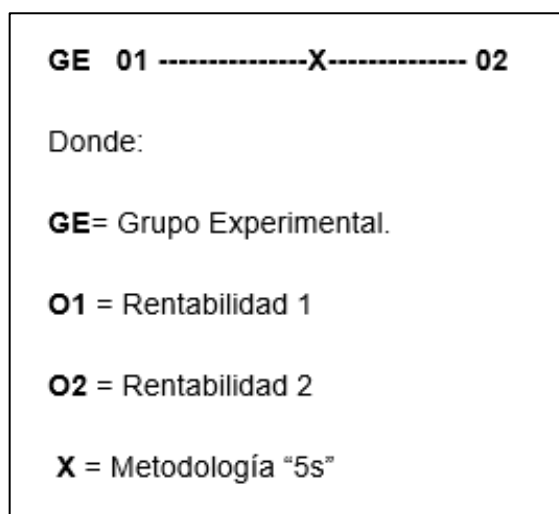 GE 01 ---------------X-------------- 02
Donde:
GE= Grupo Experimental.
O1 = Rentabilidad 1
O2 = Rentabilidad 2
X = Metodología “5s”